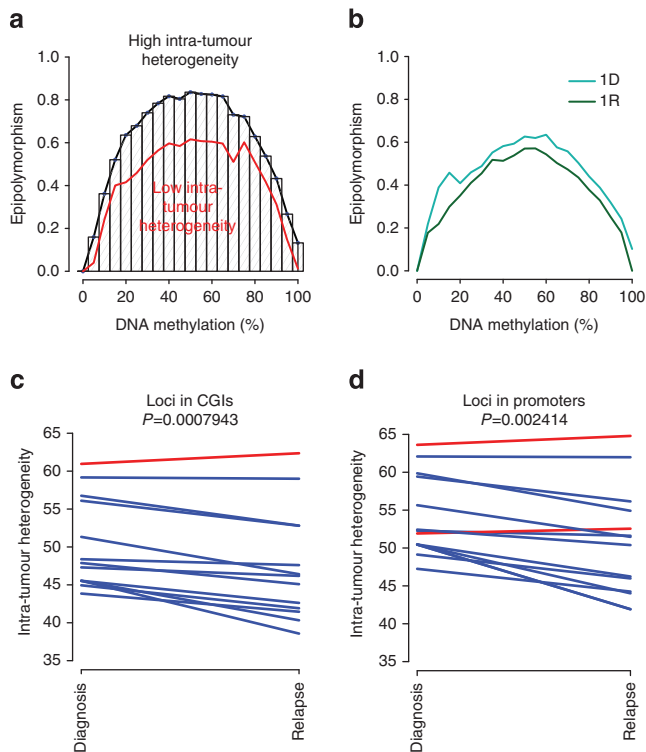 a
High intra-tumour
heterogeneity
1.0
0.8
0.6
0.4
0.2
0.0
Epipolymorphism
Low intra-
tumour
heterogeneity
0 20 40 60 80 100
DNA methylation (%)
b
1.0
0.8
0.6
0.4
0.2
0.0
Epipolymorphism
1D
1R
0 20 40 60 80 100
DNA methylation (%)
c
Loci in CGIs
P=0.0007943
65
60
55
50
45
40
35
Intra-tumour heterogeneity
Diagnosis
Relapse
d
Loci in promoters
P=0.002414
65
60
55
50
45
40
35
Intra-tumour heterogeneity
Diagnosis
Relapse